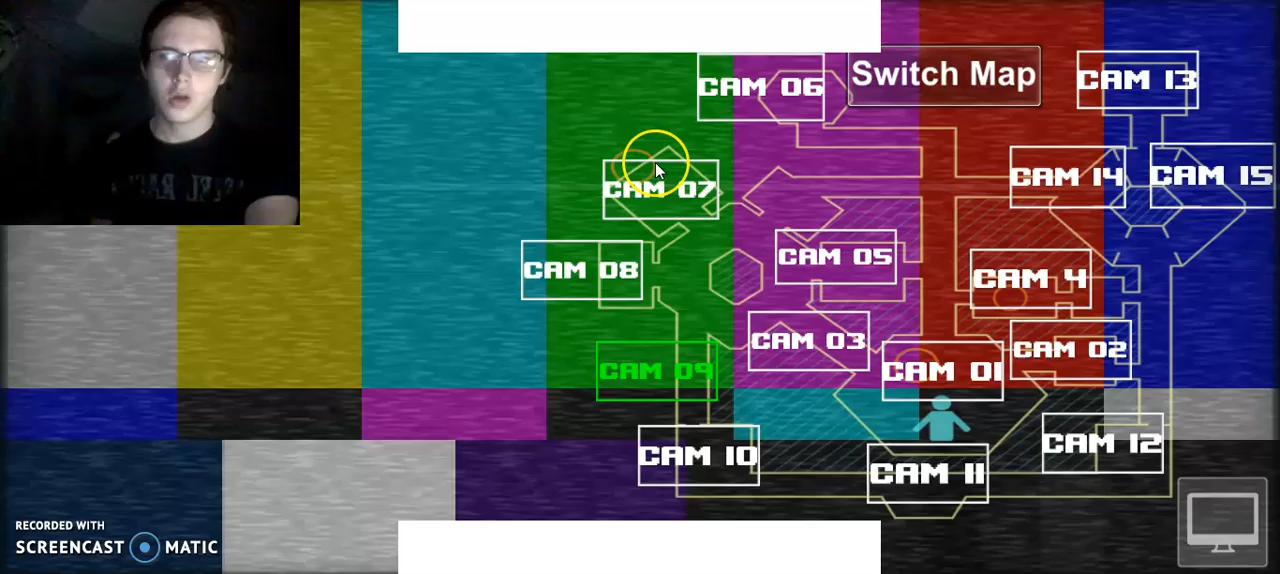 Switch Map
CAM 06
CAM 13
CAM 14
CAM 15
CAM 07
CAM 05
CAM 08
CAM 4
CAM 03
CAM 02
CAM 09
CAM 01
CAM 12
CAM 10
CAM 11
RECORDED WITH
SCREENCAST MATIC